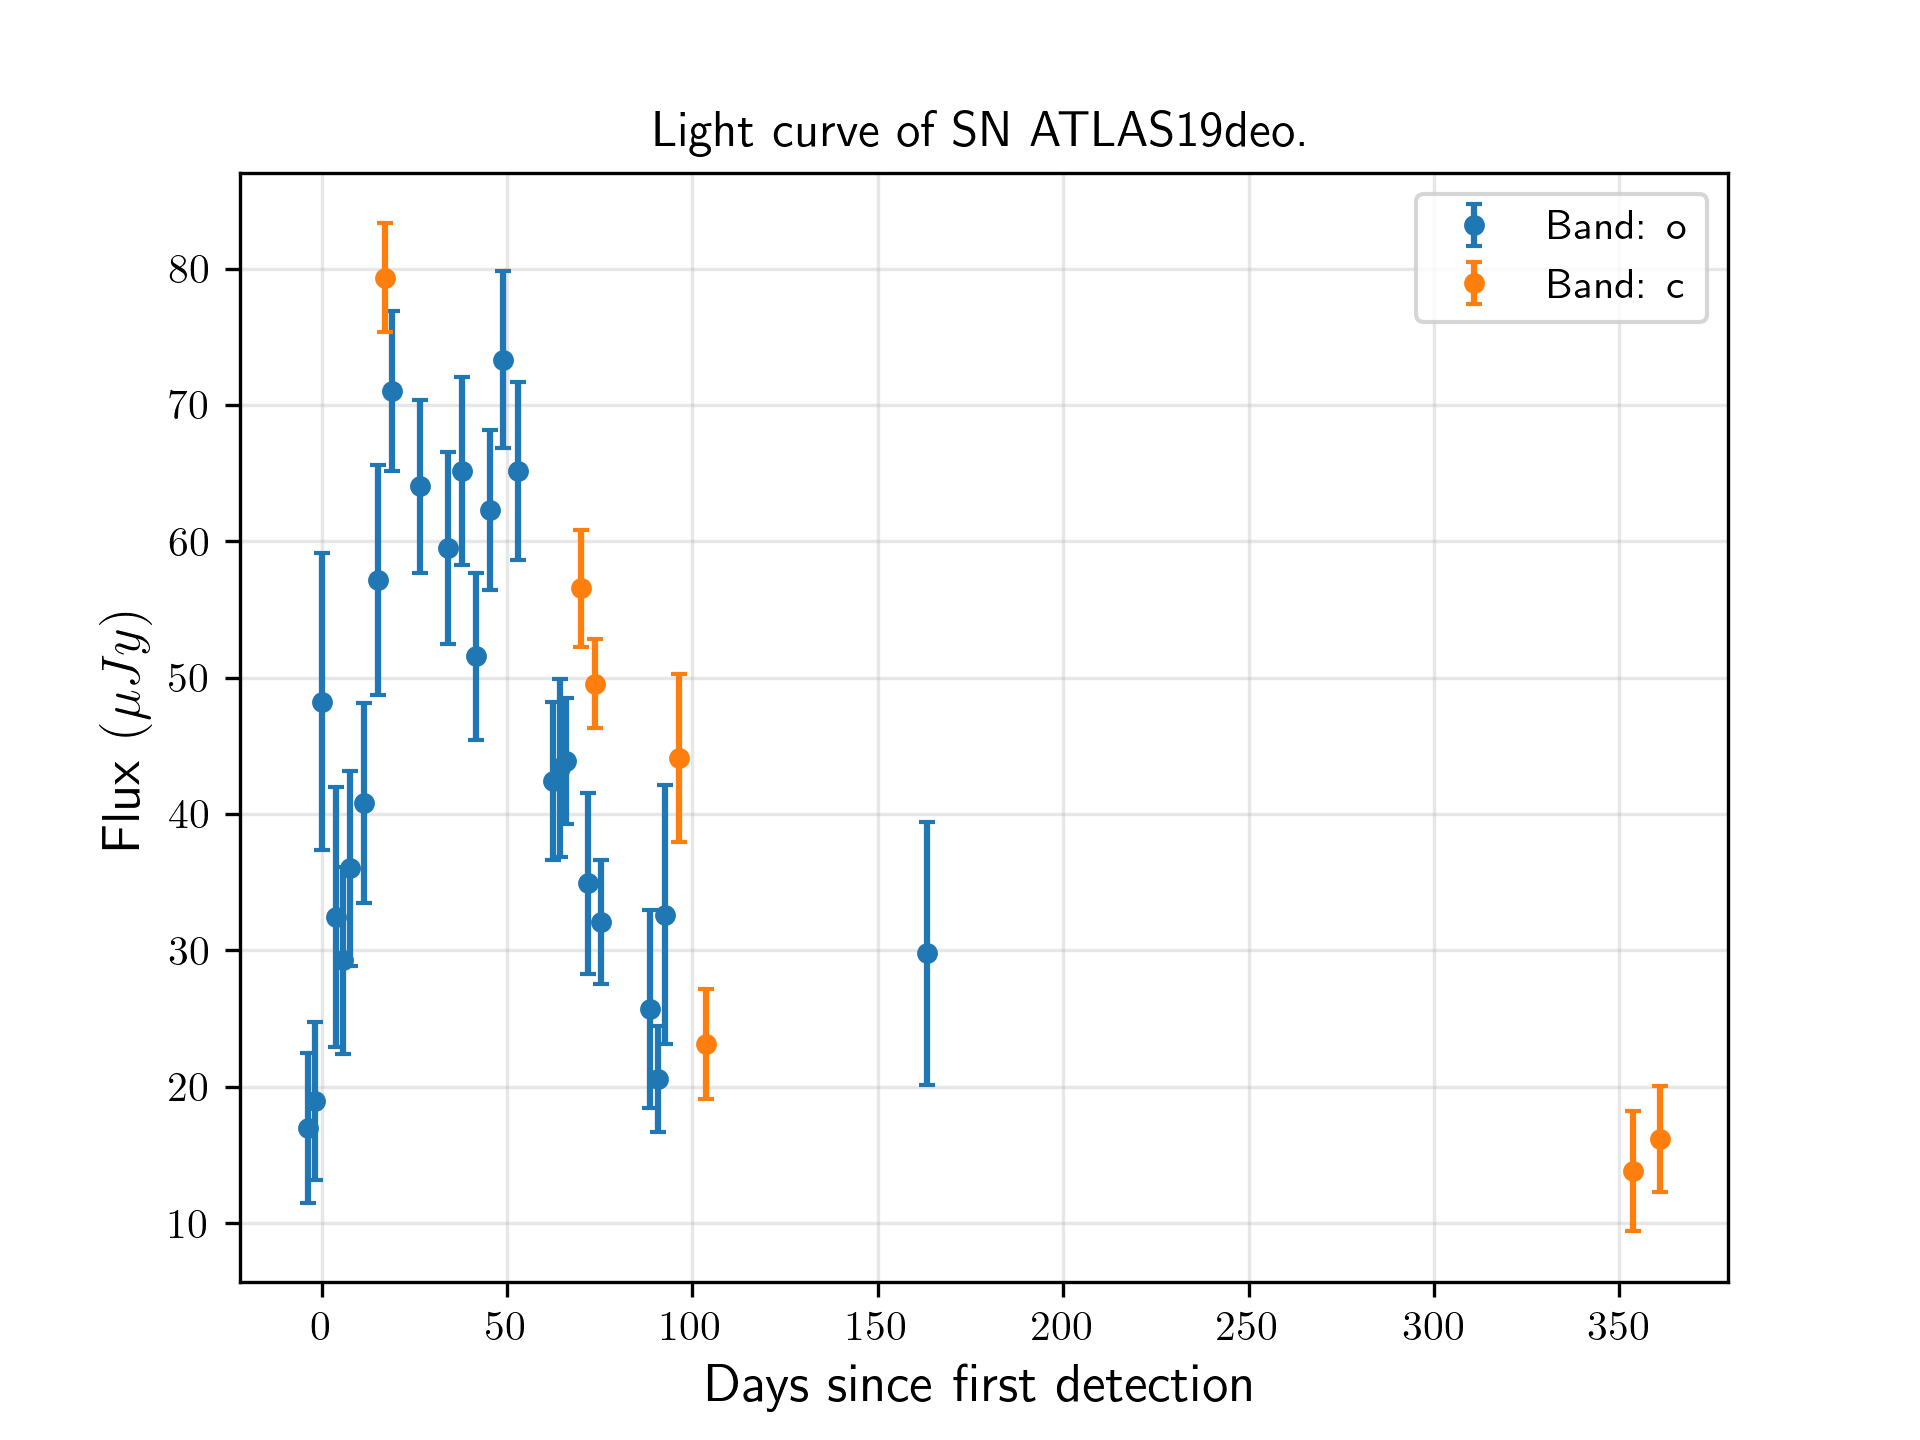 Light curve of SN ATLAS19deo.
Band: o
Band: c
80
70
60
50
40
30
20
10
Flux (μJy)
0 50 100 150 200 250 300 350
Days since first detection